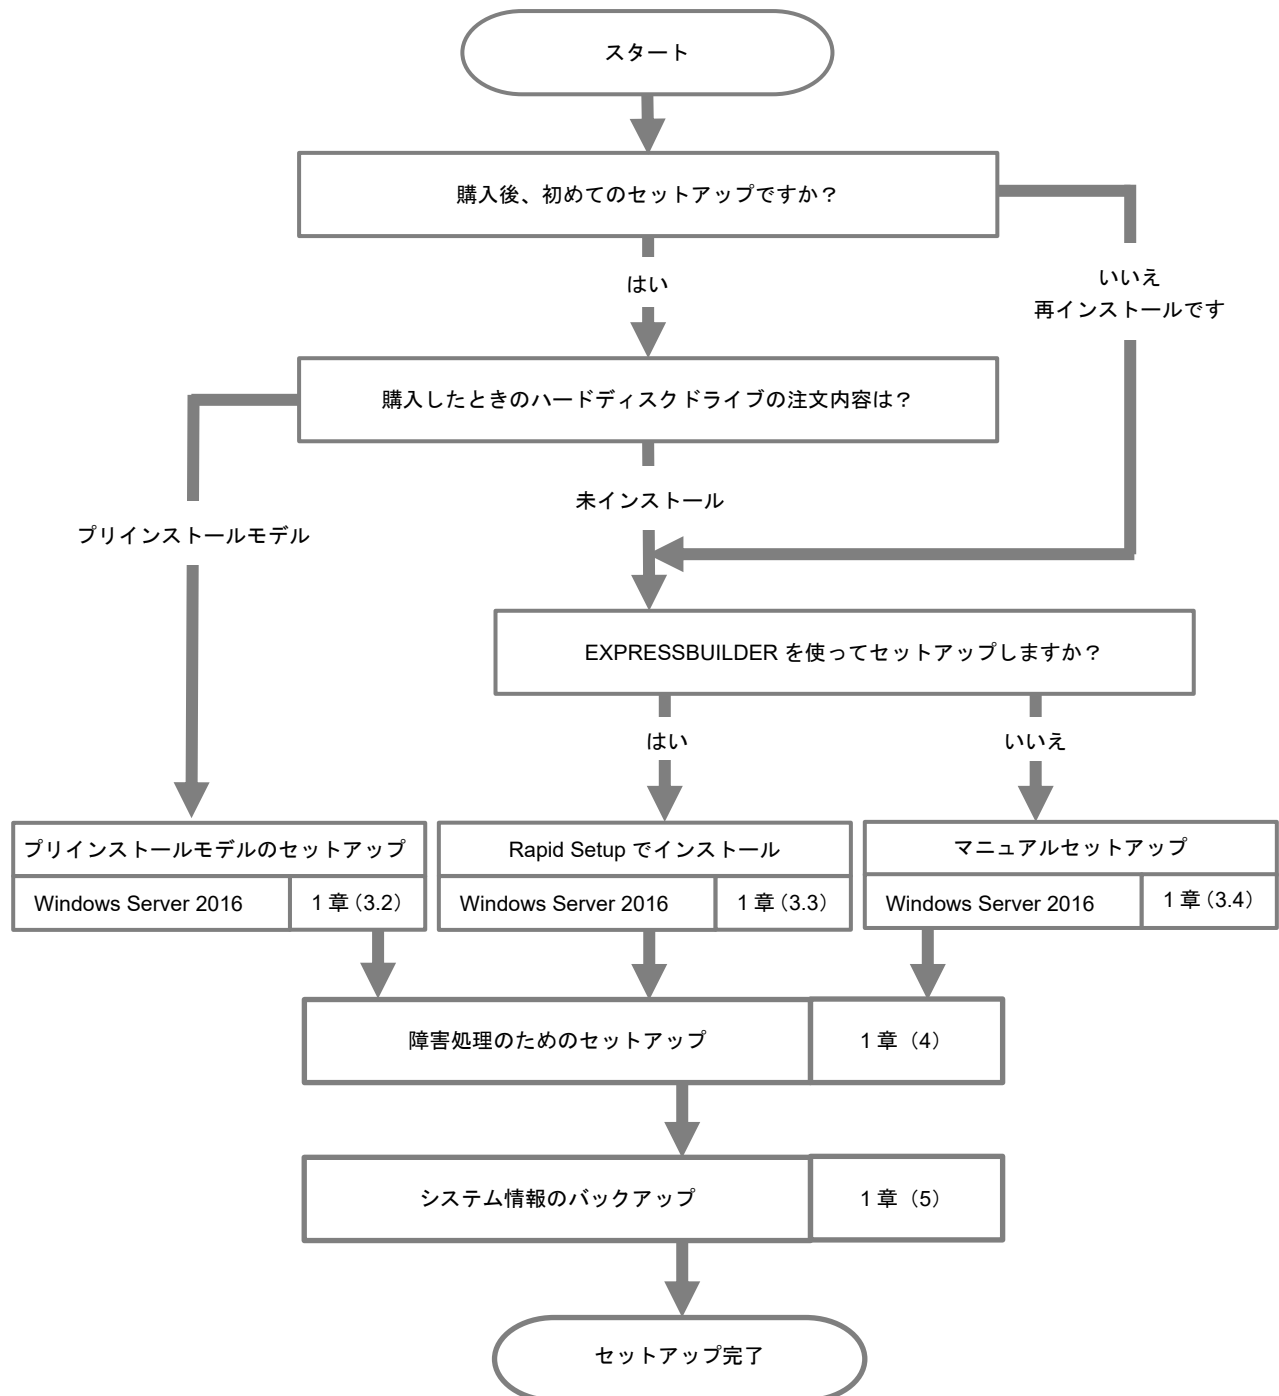 スタート
購入後、初めてのセットアップですか？
はい
いいえ
再インストールです
購入したときのハードディスクドライブの注文内容は？
未インストール
プリインストールモデル
EXPRESSBUILDER を使ってセットアップしますか？
はい
いいえ
プリインストールモデルのセットアップ
Windows Server 2016
1 章（3.2）
Rapid Setup でインストール
Windows Server 2016
1 章（3.3）
マニュアルセットアップ
Windows Server 2016
1 章（3.4）
障害処理のためのセットアップ
1 章（4）
システム情報のバックアップ
1 章（5）
セットアップ完了